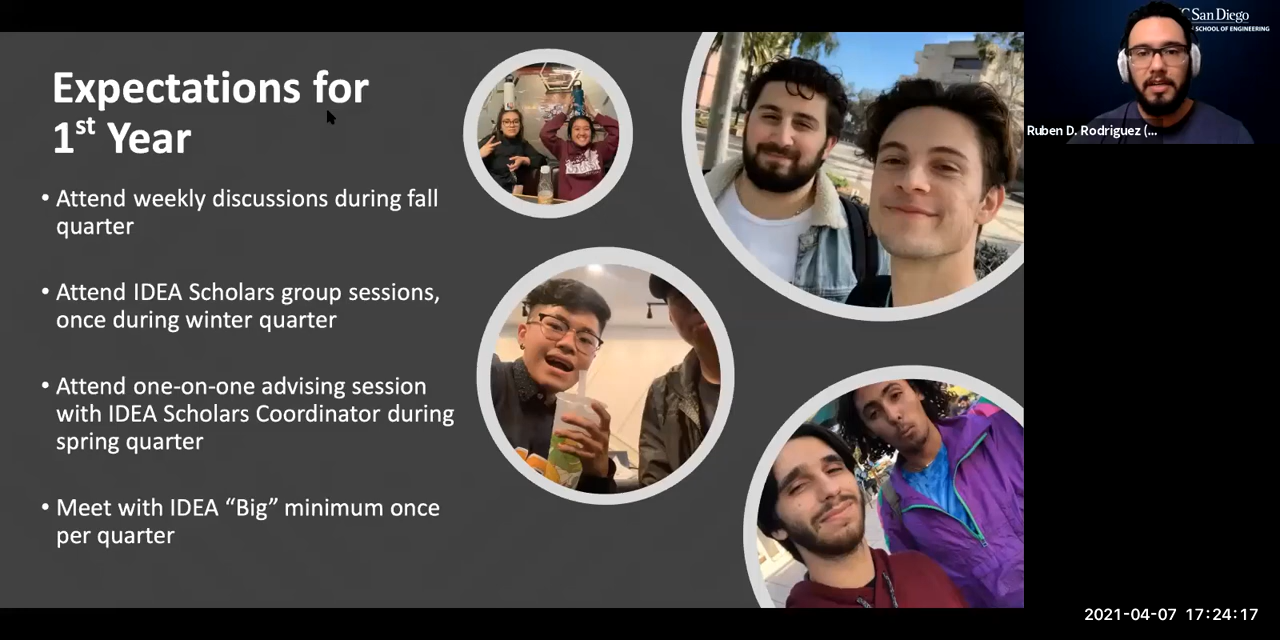 Expectations for
1st Year
• Attend weekly discussions during fall
quarter
• Attend IDEA Scholars group sessions,
once during winter quarter
• Attend one-on-one advising session
with IDEA Scholars Coordinator during
spring quarter
• Meet with IDEA “Big” minimum once
per quarter
San Diego
SCHOOL OF ENGINEERING
Ruben D. Rodriguez (...
2021-04-07 17:24:17